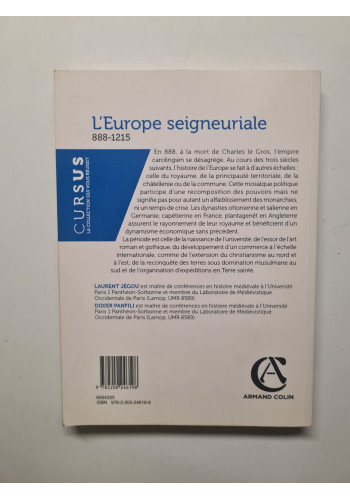 L'Europe seigneuriale
888-1215
CURSUS
LA COLLECTION QUI VOUS RÉUSSIT
En 888, à la mort de Charles le Gros, l'empire
carolingien se désagrège. Au cours des trois siècles
suivants, l'histoire de l'Europe se fait à d'autres échelles :
celle du royaume, de la principauté territoriale, de la
châtellenie ou de la commune. Cette mosaïque politique
participe d'une recomposition des pouvoirs mais ne
signifie pas pour autant un affaiblissement des monarchies,
ni un temps de crise. Les dynasties ottonienne et salienne en
Germanie, capétienne en France, plantagenêt en Angleterre
assurent le rayonnement de leur royaume et bénéficient d'un
dynamisme économique sans précédent.
La période est celle de la naissance de l'université, de l'essor de l'art
roman et gothique, du développement d'un commerce à l'échelle
internationale, comme de l'extension du christianisme au nord et
à l'est, de la reconquête des terres sous domination musulmane au
sud et de l'organisation d'expéditions en Terre sainte.
LAURENT JÉGOU est maître de conférences en histoire médiévale à l'Université
Paris 1 Panthéon-Sorbonne et membre du Laboratoire de Médiévistique
Occidentale de Paris (Lamop, UMR 8589).
DIDIER PANFILI est maître de conférences en histoire médiévale à l'Université
Paris 1 Panthéon-Sorbonne et membre du Laboratoire de Médiévistique
Occidentale de Paris (Lamop, UMR 8589).
ARMAND COLIN